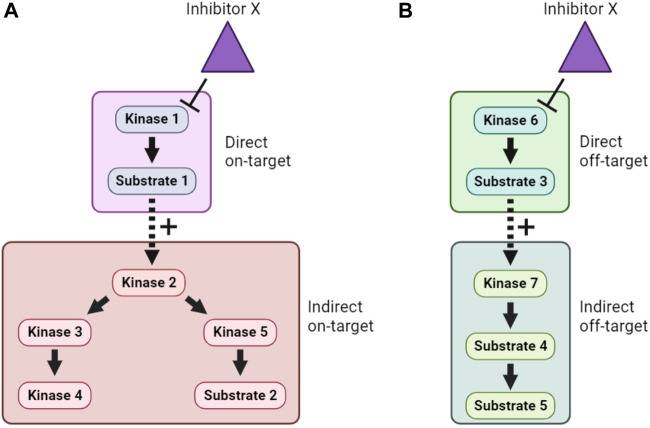 A
Inhibitor X
Kinase 1
Substrate 1
Direct
on-target
+
Kinase 2
Kinase 3
Kinase 5
Kinase 4
Substrate 2
Indirect
on-target
B
Inhibitor X
Kinase 6
Substrate 3
Direct
off-target
+
Kinase 7
Substrate 4
Substrate 5
Indirect
off-target